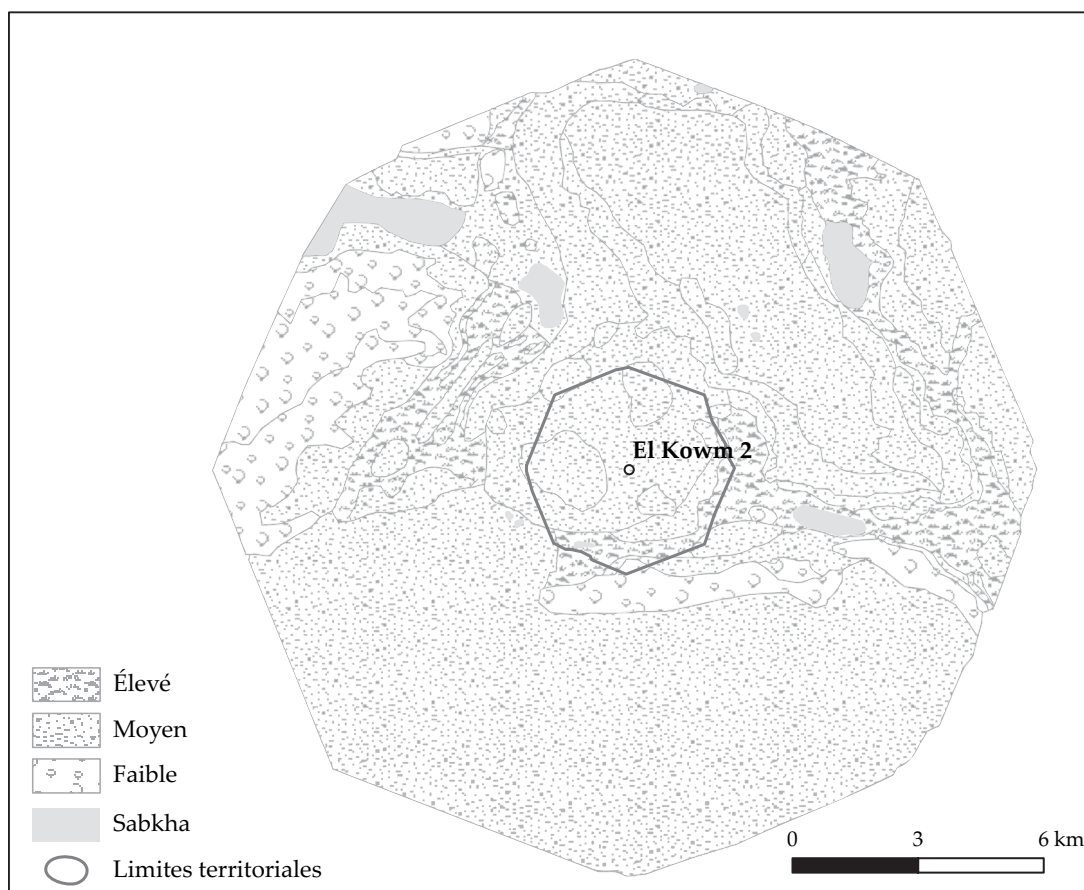 El Kowm 2
Élevé
Moyen
Faible
Sabkha
Limites territoriales
0 3 6 km